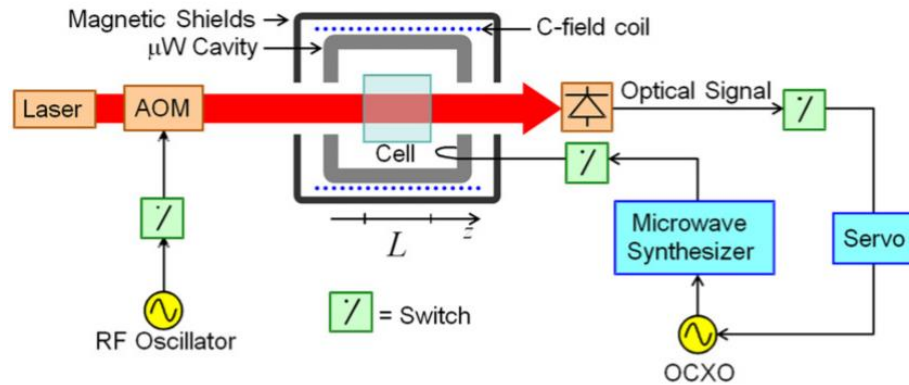 Magnetic Shields
μW Cavity
C-field coil
Laser
AOM
Optical Signal
Cell
L
z
Microwave
Synthesizer
Servo
= Switch
RF Oscillator
OCXO